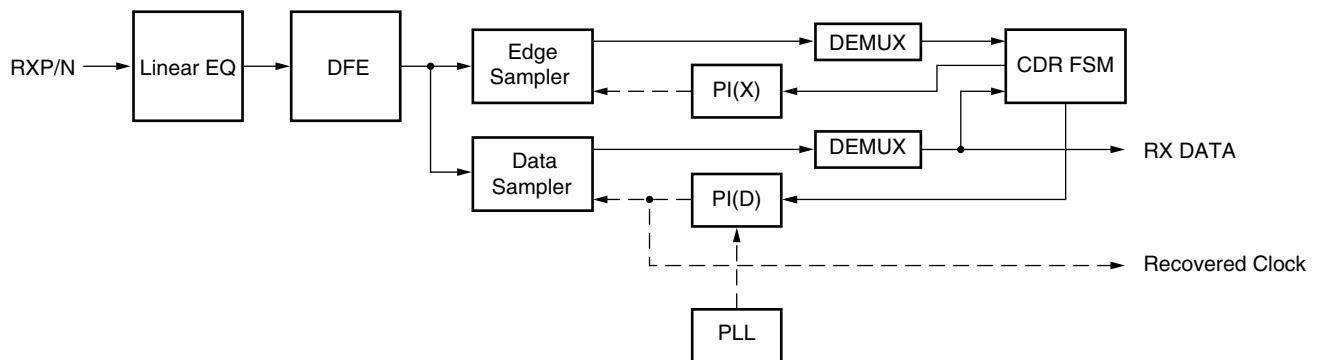 RXP/N
Linear EQ
DFE
Edge
Sampler
DEMUX
CDR FSM
PI(X)
Data
Sampler
DEMUX
RX DATA
PI(D)
Recovered Clock
PLL